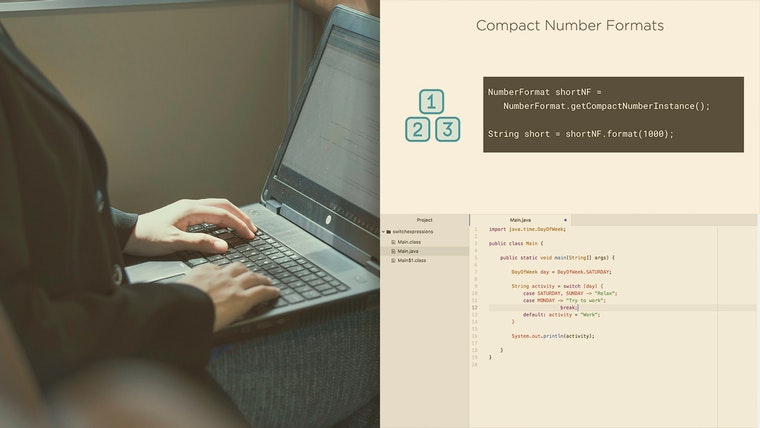 Compact Number Formats
1
2 3
NumberFormat shortNF =
NumberFormat.getCompactNumberInstance();
String short = shortNF.format(1000);
Project
switchexpressions
Main.class
Main.java
Main$1.class
Main.java
1 import java.time.DayOfWeek;
2
3 public class Main {
4
5 public static void main(String[] args) {
6
7 DayOfWeek day = DayOfWeek.SATURDAY;
8
9 String activity = switch (day) {
10 case SATURDAY, SUNDAY -> "Relax";
11 case MONDAY -> "Try to work";
12 break;
13 default: activity = "Work";
14 }
15
16 System.out.println(activity);
17
18 }
19 }
20